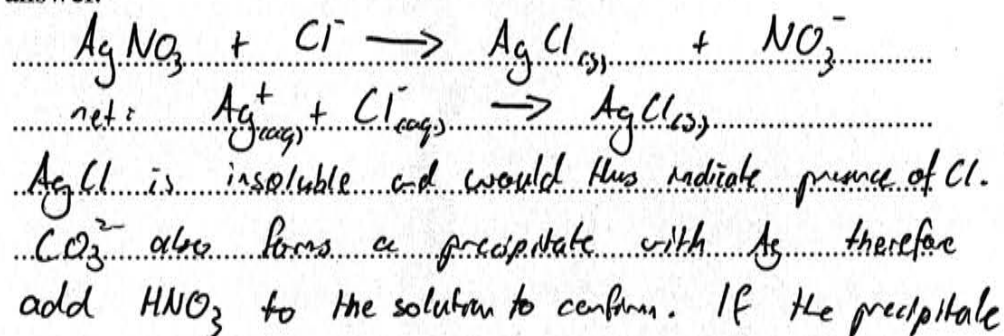 AgNO₃ + Cl⁻ → AgCl(s) + NO₃⁻
net: Ag⁺(aq) + Cl⁻(aq) → AgCl(s)
AgCl is insoluble and would thus indicate presence of Cl.
CO₃²⁻ also forms a precipitate with Ag therefore
add HNO₃ to the solution to confirm. If the precipitate